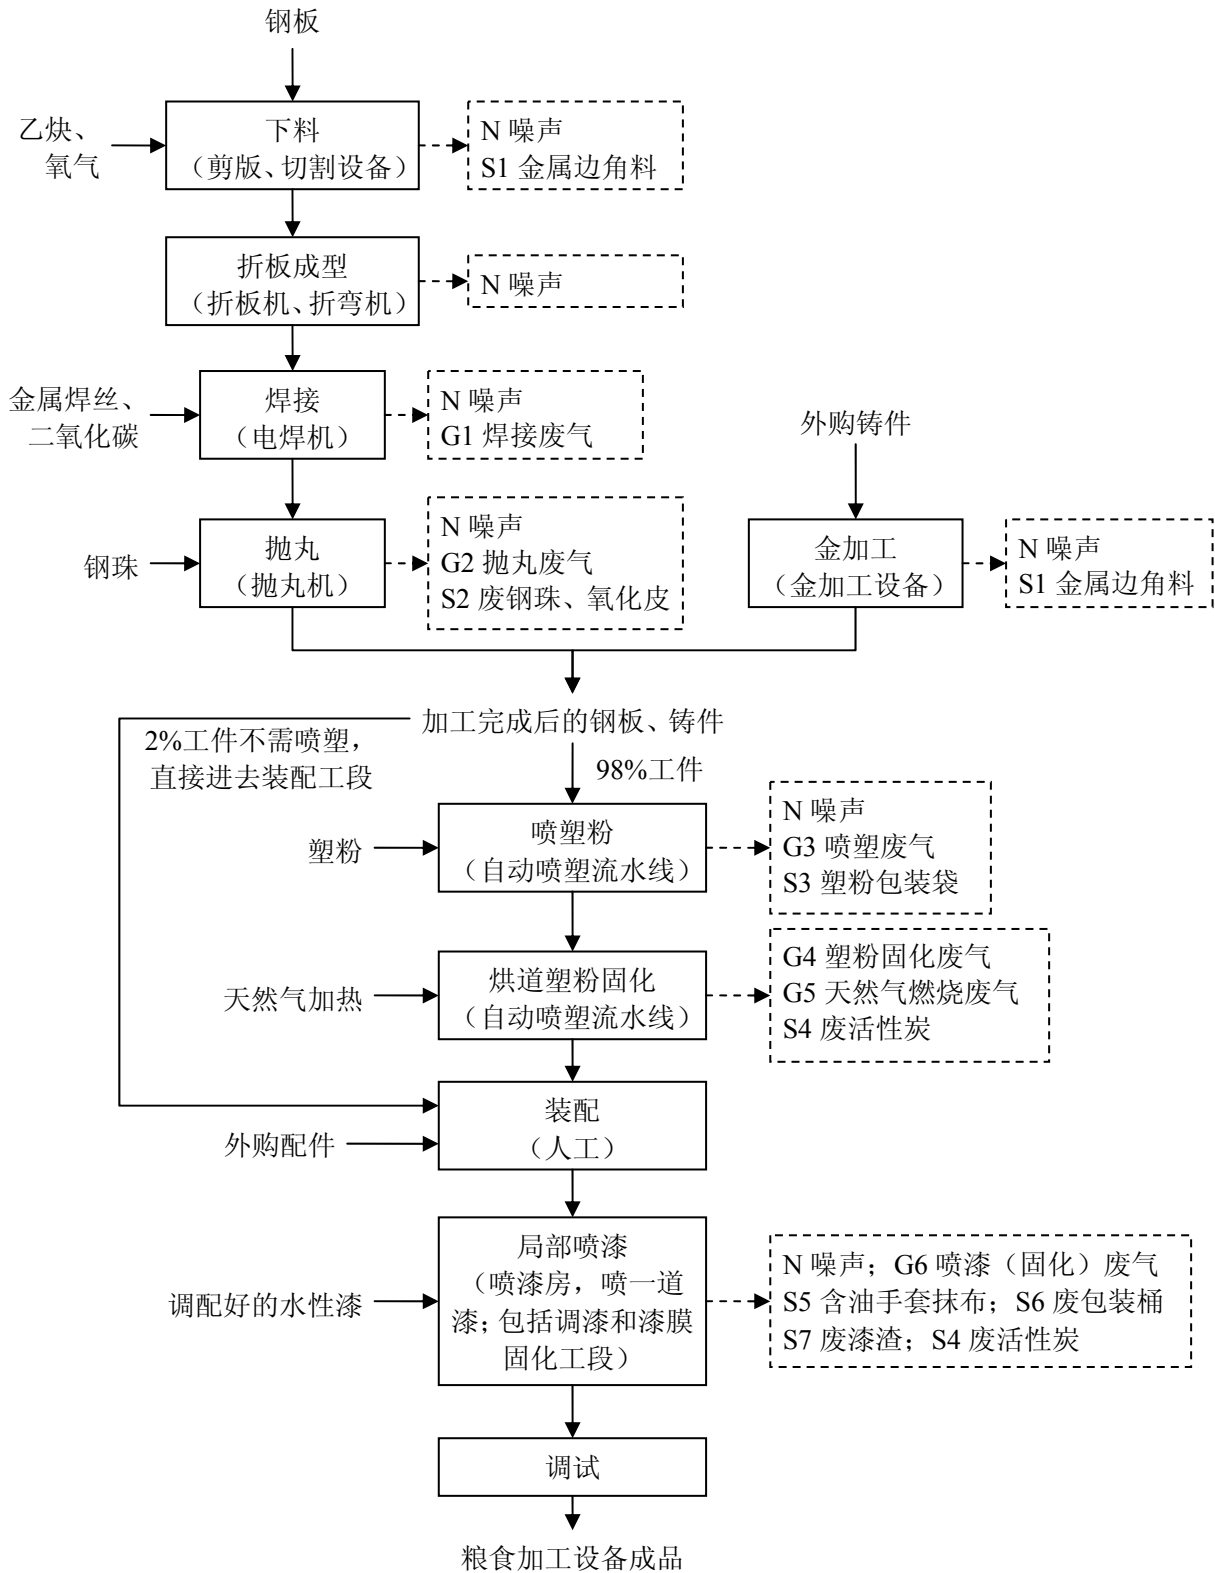 钢板
乙炔、
氧气
下料
（剪版、切割设备）
N 噪声
S1 金属边角料
折板成型
（折板机、折弯机）
N 噪声
金属焊丝、
二氧化碳
焊接
（电焊机）
N 噪声
G1 焊接废气
外购铸件
钢珠
抛丸
（抛丸机）
N 噪声
G2 抛丸废气
S2 废钢珠、氧化皮
金加工
（金加工设备）
N 噪声
S1 金属边角料
加工完成后的钢板、铸件
2%工件不需喷塑，
直接进去装配工段
98%工件
塑粉
喷塑粉
（自动喷塑流水线）
N 噪声
G3 喷塑废气
S3 塑粉包装袋
天然气加热
烘道塑粉固化
（自动喷塑流水线）
G4 塑粉固化废气
G5 天然气燃烧废气
S4 废活性炭
外购配件
装配
（人工）
调配好的水性漆
局部喷漆
（喷漆房，喷一道
漆；包括调漆和漆膜
固化工段）
N 噪声；G6 喷漆（固化）废气
S5 含油手套抹布；S6 废包装桶
S7 废漆渣；S4 废活性炭
调试
粮食加工设备成品